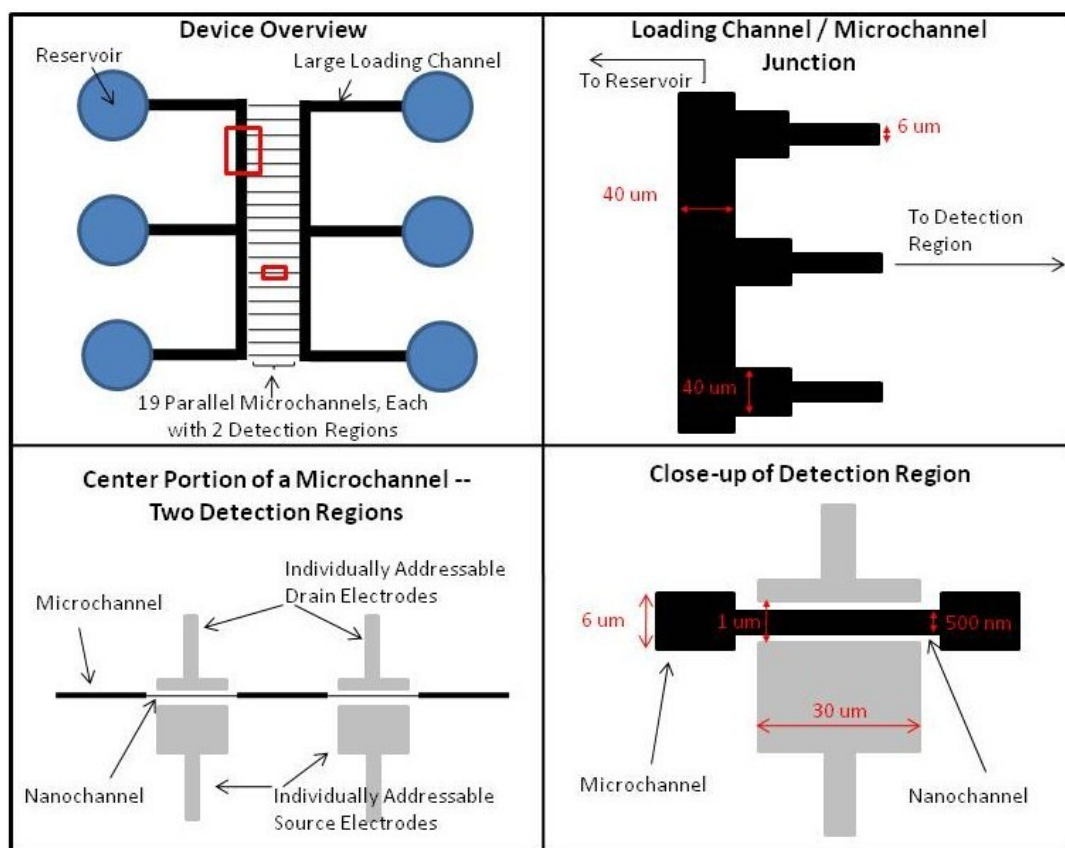 Device Overview
Reservoir
Large Loading Channel
19 Parallel Microchannels, Each
with 2 Detection Regions
Loading Channel / Microchannel
Junction
To Reservoir
6 um
40 um
To Detection
Region
40 um
Center Portion of a Microchannel --
Two Detection Regions
Individually Addressable
Drain Electrodes
Microchannel
Nanochannel
Individually Addressable
Source Electrodes
Close-up of Detection Region
6 um
1 um
500 nm
30 um
Microchannel
Nanochannel